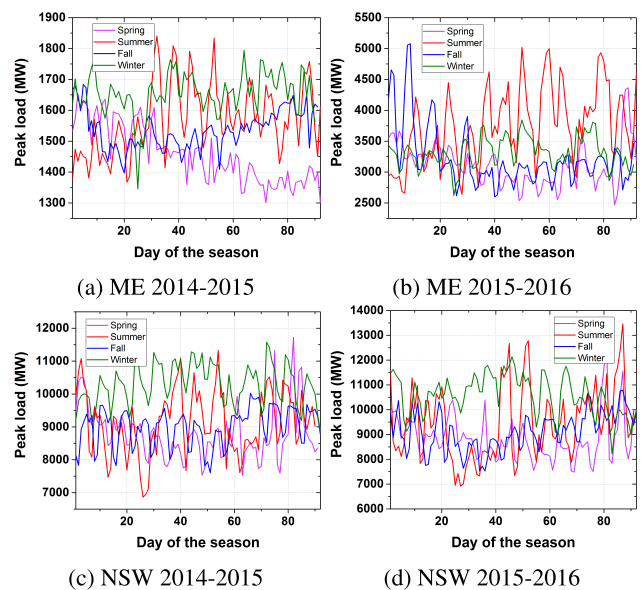 1900
1800
1700
1600
1500
1400
1300
Peak load (MW)
Spring
Summer
Fall
Winter
20 40 60 80
Day of the season
(a) ME 2014-2015
5500
5000
4500
4000
3500
3000
2500
Peak load (MW)
Spring
Summer
Fall
Winter
20 40 60 80
Day of the season
(b) ME 2015-2016
12000
11000
10000
9000
8000
7000
Peak load (MW)
Spring
Summer
Fall
Winter
20 40 60 80
Day of the season
(c) NSW 2014-2015
14000
13000
12000
11000
10000
9000
8000
7000
6000
Peak load (MW)
Spring
Summer
Fall
Winter
20 40 60 80
Day of the season
(d) NSW 2015-2016